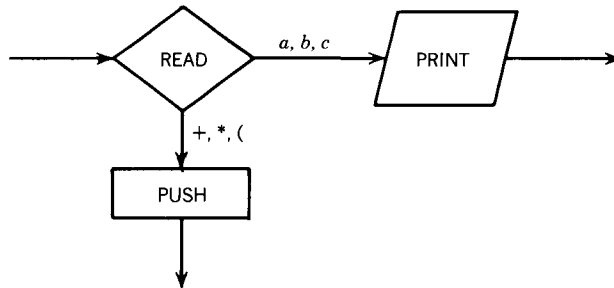 READ
a, b, c
PRINT
+, *, (
PUSH